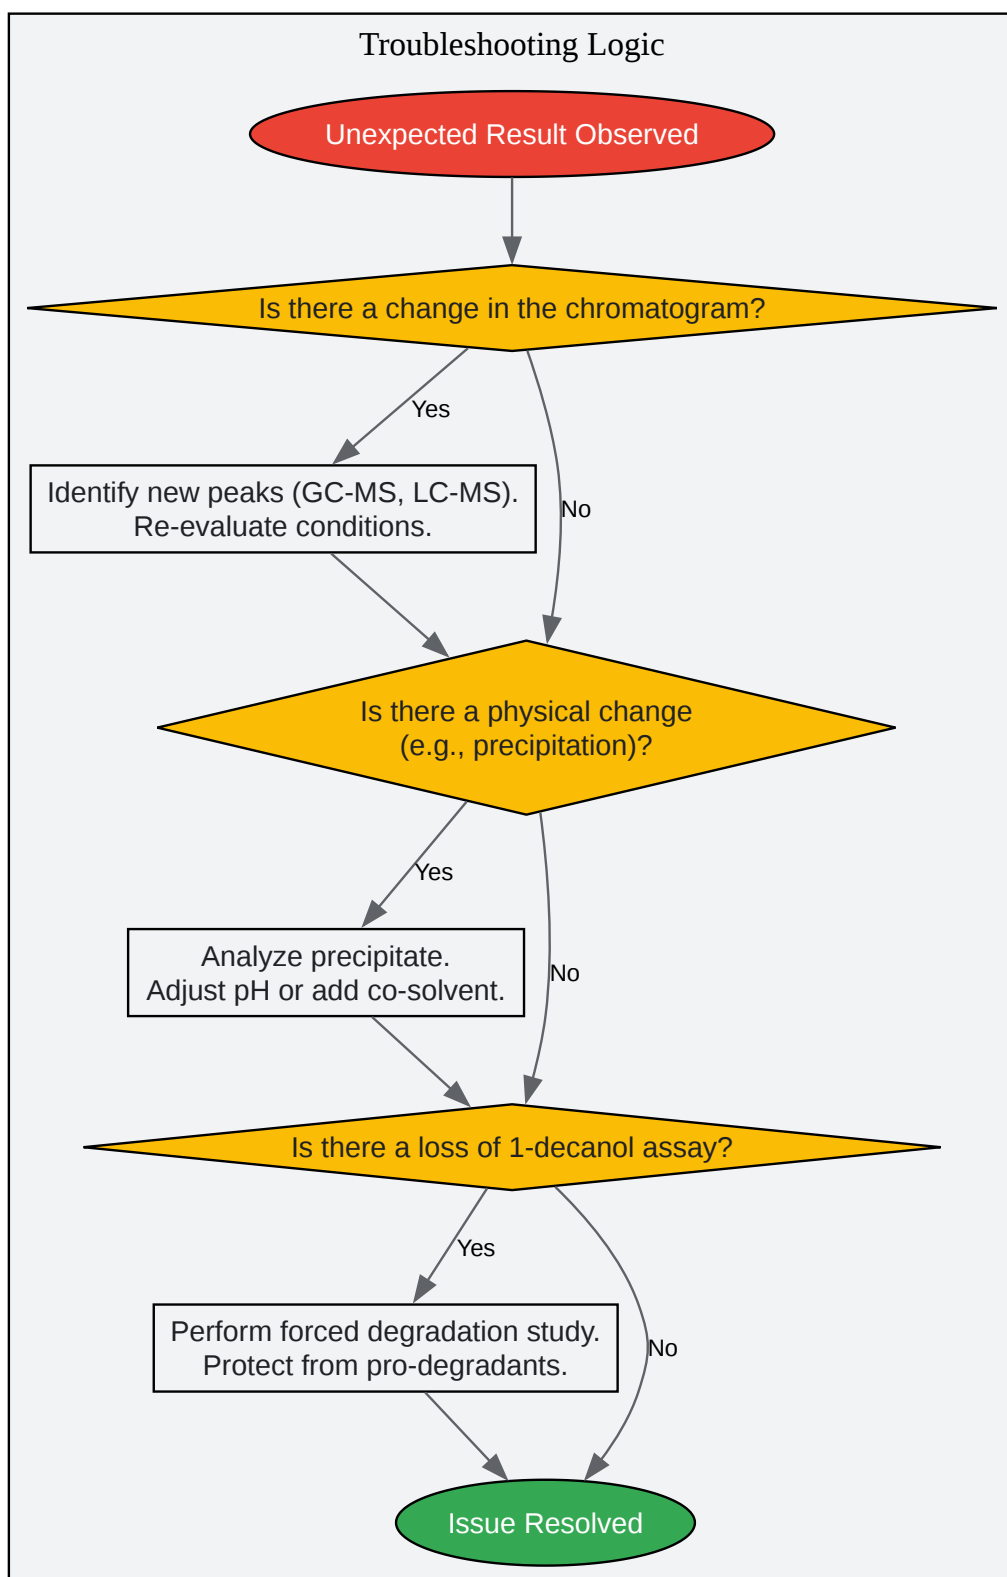 Troubleshooting Logic
Unexpected Result Observed
Is there a change in the chromatogram?
Yes
Identify new peaks (GC-MS, LC-MS).
Re-evaluate conditions.
No
Is there a physical change
(e.g., precipitation)?
Yes
Analyze precipitate.
Adjust pH or add co-solvent.
No
Is there a loss of 1-decanol assay?
Yes
Perform forced degradation study.
Protect from pro-degradants.
No
Issue Resolved